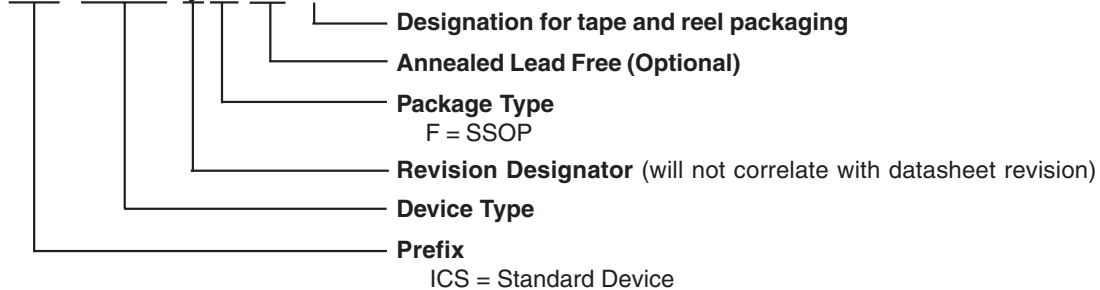 Designation for tape and reel packaging
Annealed Lead Free (Optional)
Package Type
F = SSOP
Revision Designator (will not correlate with datasheet revision)
Device Type
Prefix
ICS = Standard Device